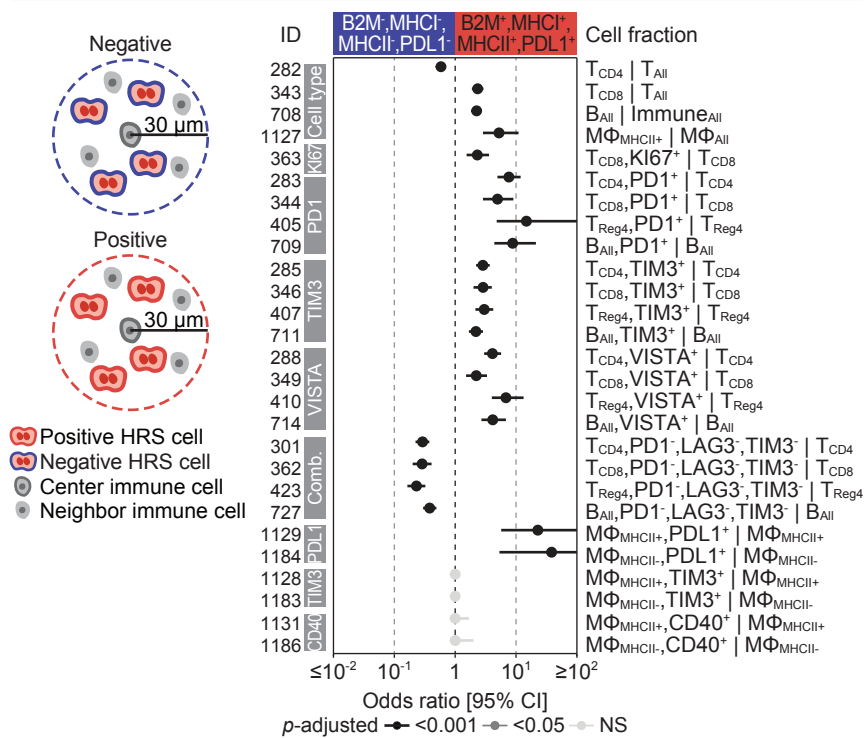 Negative
30 µm
Positive
30 µm
Positive HRS cell
Negative HRS cell
Center immune cell
Neighbor immune cell
ID
B2M⁻,MHCI⁻,
MHCII⁻,PDL1⁻
B2M⁺,MHCI⁺,
MHCII⁺,PDL1⁺
Cell fraction
Cell type
282 T_CD4 | T_All
343 T_CD8 | T_All
708 B_All | Immune_All
1127 MΦ_MHCII+ | MΦ_All
KI67
363 T_CD8,KI67⁺ | T_CD8
PD1
283 T_CD4,PD1⁺ | T_CD4
344 T_CD8,PD1⁺ | T_CD8
405 T_Reg4,PD1⁺ | T_Reg4
709 B_All,PD1⁺ | B_All
TIM3
285 T_CD4,TIM3⁺ | T_CD4
346 T_CD8,TIM3⁺ | T_CD8
407 T_Reg4,TIM3⁺ | T_Reg4
711 B_All,TIM3⁺ | B_All
VISTA
288 T_CD4,VISTA⁺ | T_CD4
349 T_CD8,VISTA⁺ | T_CD8
410 T_Reg4,VISTA⁺ | T_Reg4
714 B_All,VISTA⁺ | B_All
Comb.
301 T_CD4,PD1⁻,LAG3⁻,TIM3⁻ | T_CD4
362 T_CD8,PD1⁻,LAG3⁻,TIM3⁻ | T_CD8
423 T_Reg4,PD1⁻,LAG3⁻,TIM3⁻ | T_Reg4
727 B_All,PD1⁻,LAG3⁻,TIM3⁻ | B_All
PDL1
1129 MΦ_MHCII+,PDL1⁺ | MΦ_MHCII+
1184 MΦ_MHCII-,PDL1⁺ | MΦ_MHCII-
TIM3
1128 MΦ_MHCII+,TIM3⁺ | MΦ_MHCII+
1183 MΦ_MHCII-,TIM3⁺ | MΦ_MHCII-
CD40
1131 MΦ_MHCII+,CD40⁺ | MΦ_MHCII+
1186 MΦ_MHCII-,CD40⁺ | MΦ_MHCII-
≤10⁻² 10⁻¹ 1 10¹ ≥10²
Odds ratio [95% CI]
p-adjusted <0.001 <0.05 NS